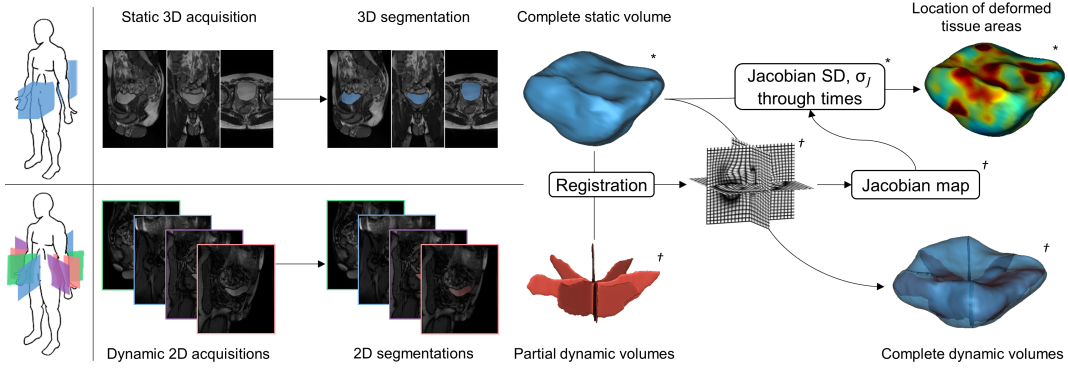 Static 3D acquisition
3D segmentation
Complete static volume
Location of deformed
tissue areas
*
*
*
Jacobian SD, σJ
through times
†
†
Registration
Jacobian map
†
†
Dynamic 2D acquisitions
2D segmentations
Partial dynamic volumes
Complete dynamic volumes